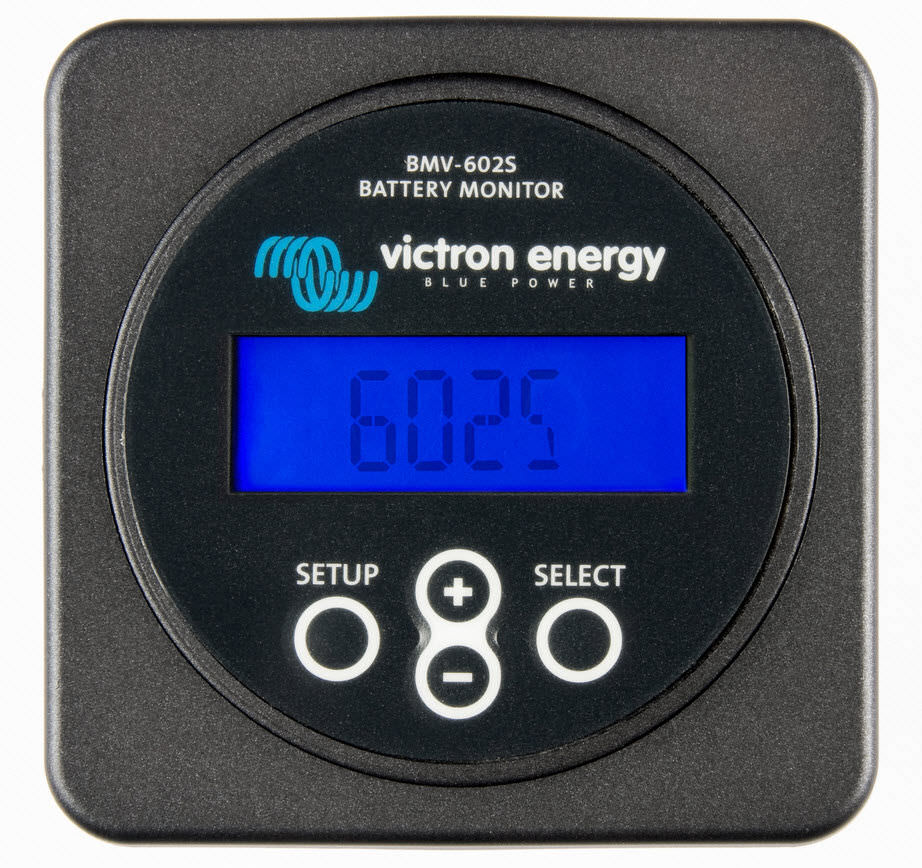 BMV-602S
BATTERY MONITOR
victron energy
BLUE POWER
602S
SETUP
+
SELECT
-